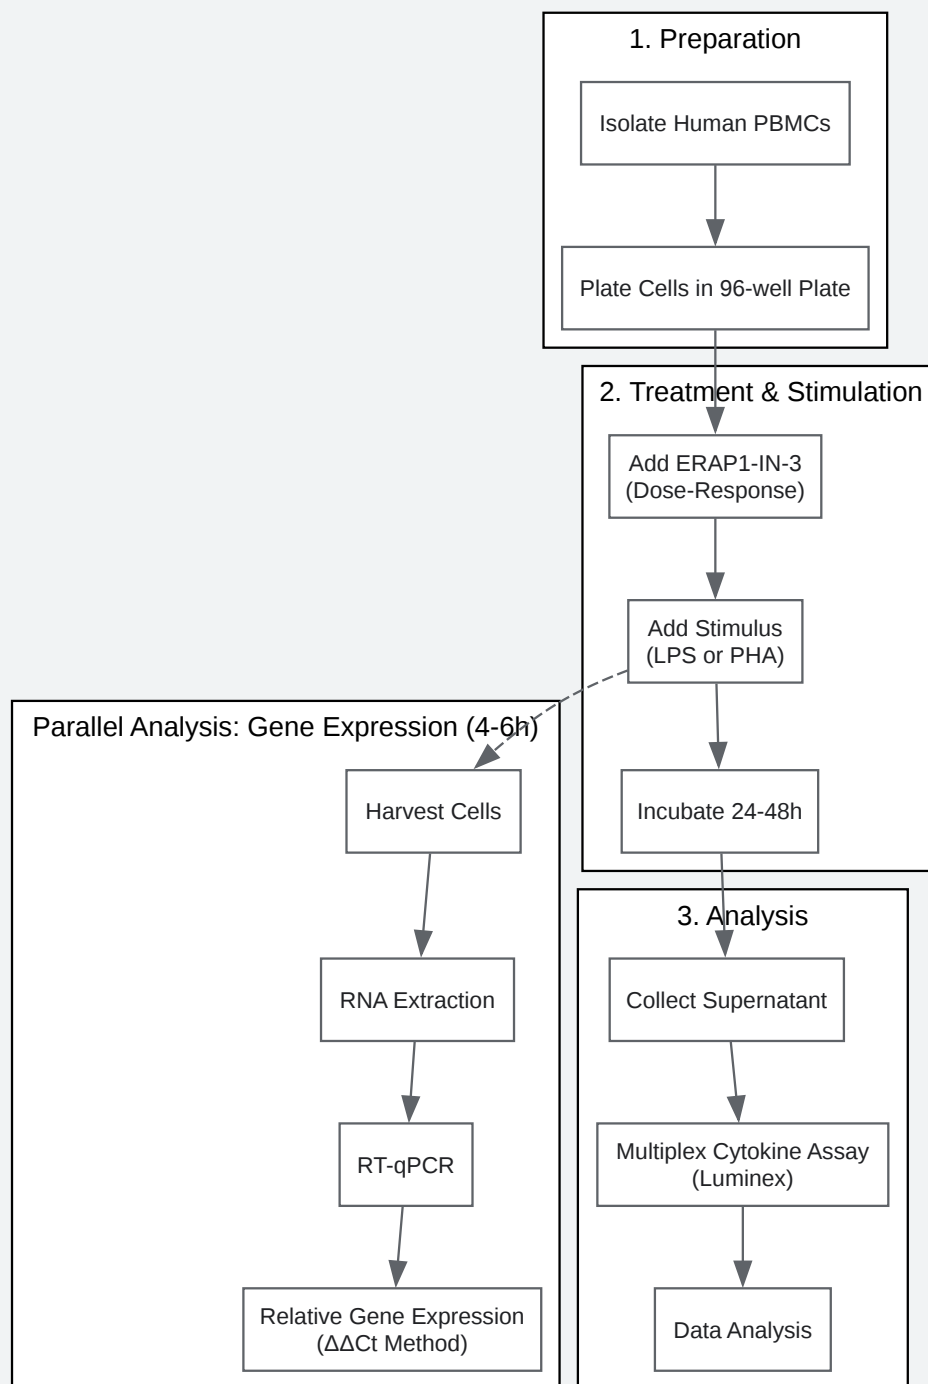 1. Preparation
Isolate Human PBMCs
Plate Cells in 96-well Plate
2. Treatment & Stimulation
Add ERAP1-IN-3
(Dose-Response)
Add Stimulus
(LPS or PHA)
Incubate 24-48h
Parallel Analysis: Gene Expression (4-6h)
Harvest Cells
RNA Extraction
RT-qPCR
Relative Gene Expression
(ΔΔCt Method)
3. Analysis
Collect Supernatant
Multiplex Cytokine Assay
(Luminex)
Data Analysis